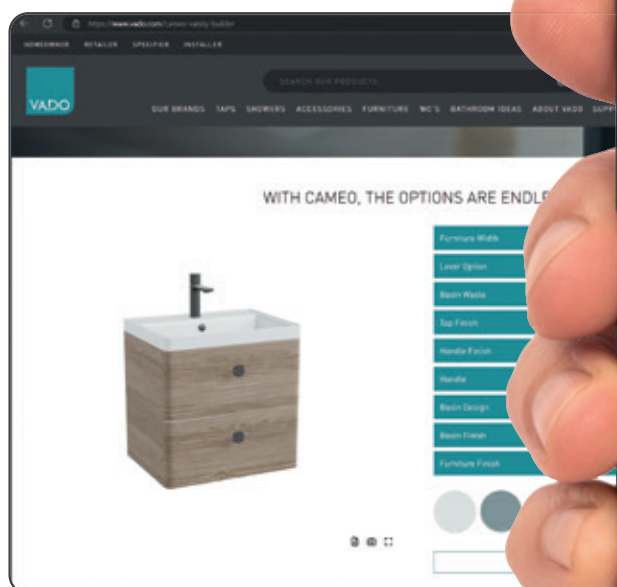 https://www.vado.com/cameo-vanity-builder
HOMEOWNER RETAILER SPECIFIER INSTALLER
SEARCH OUR PRODUCTS
VADO
OUR BRANDS TAPS SHOWERS ACCESSORIES FURNITURE WC'S BATHROOM IDEAS ABOUT VADO SUPP
WITH CAMEO, THE OPTIONS ARE ENDLE
Furniture Width
Lever Option
Basin Waste
Tap Finish
Handle Finish
Handle
Basin Design
Basin Finish
Furniture Finish